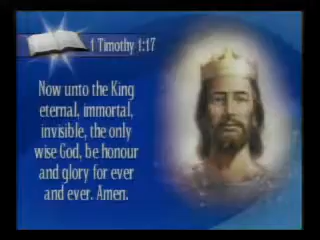 1 Timothy 1:17
Now unto the King
eternal, immortal,
invisible, the only
wise God, be honour
and glory for ever
and ever. Amen.